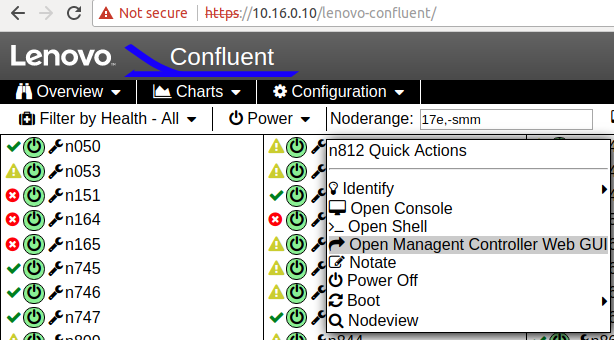 Not secure https://10.16.0.10/lenovo-confluent/
Lenovo Confluent
Overview Charts Configuration
Filter by Health - All Power Noderange: 17e,-smm
n050
n053
n151
n164
n165
n745
n746
n747
n812 Quick Actions
Identify
Open Console
Open Shell
Open Managent Controller Web GUI
Notate
Power Off
Boot
Nodeview